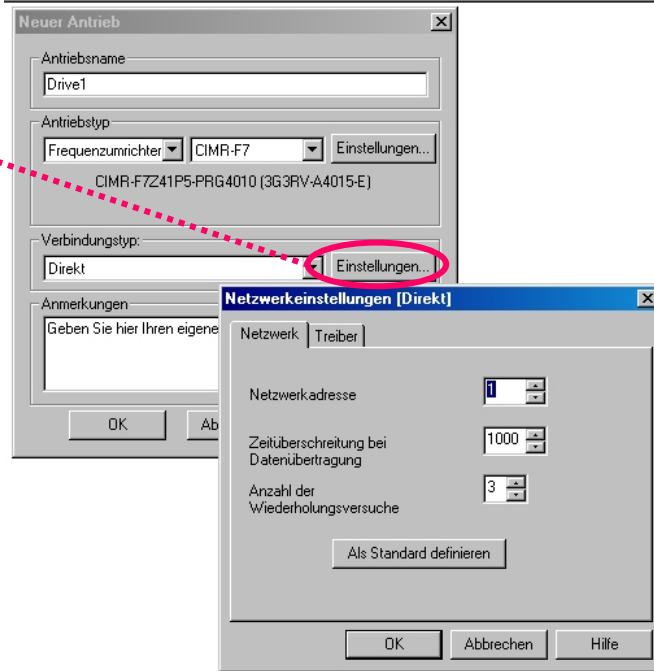 Neuer Antrieb
Antriebsname
Drive1
Antriebstyp
Frequenzumrichter CIMR-F7 Einstellungen...
CIMR-F7Z41P5-PRG4010 (3G3RV-A4015-E)
Verbindungstyp:
Direkt Einstellungen...
Anmerkungen
Geben Sie hier Ihren eigene
OK Ab
Netzwerkeinstellungen [Direkt]
Netzwerk Treiber
Netzwerkadresse 1
Zeitüberschreitung bei 1000
Datenübertragung
Anzahl der 3
Wiederholungsversuche
Als Standard definieren
OK Abbrechen Hilfe